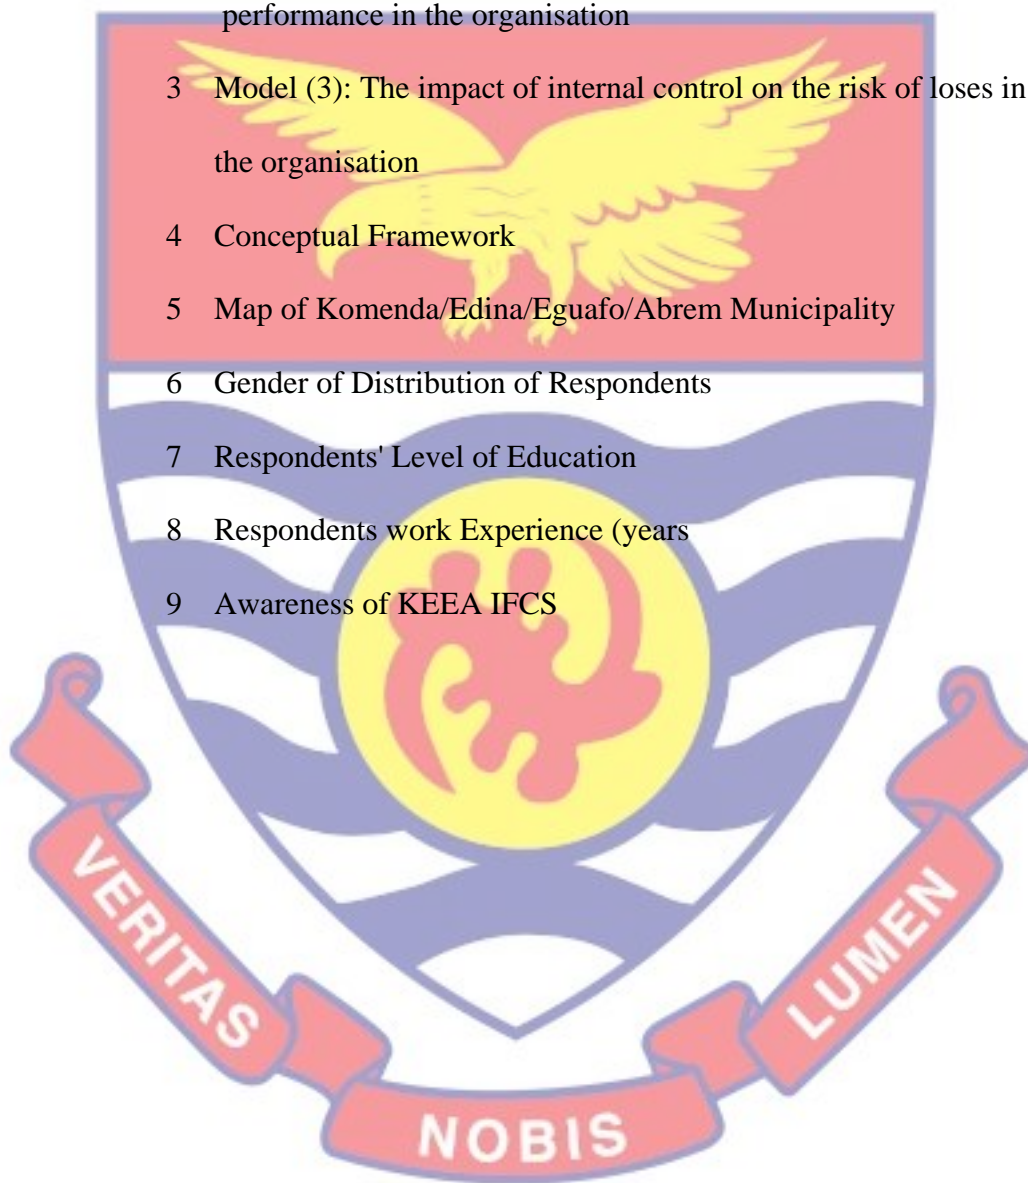 performance in the organisation
3 Model (3): The impact of internal control on the risk of loses in
the organisation
4 Conceptual Framework
5 Map of Komenda/Edina/Eguafo/Abrem Municipality
6 Gender of Distribution of Respondents
7 Respondents' Level of Education
8 Respondents work Experience (years
9 Awareness of KEEA IFCS
VERITAS
NOBIS
LUMEN